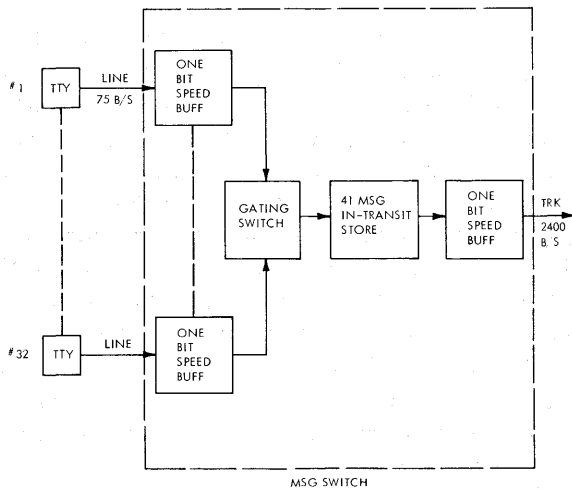 #1
TTY
LINE
75 B/S
ONE
BIT
SPEED
BUFF
GATING
SWITCH
41 MSG
IN-TRANSIT
STORE
ONE
BIT
SPEED
BUFF
TRK
2400
B/S
#32
TTY
LINE
ONE
BIT
SPEED
BUFF
MSG SWITCH